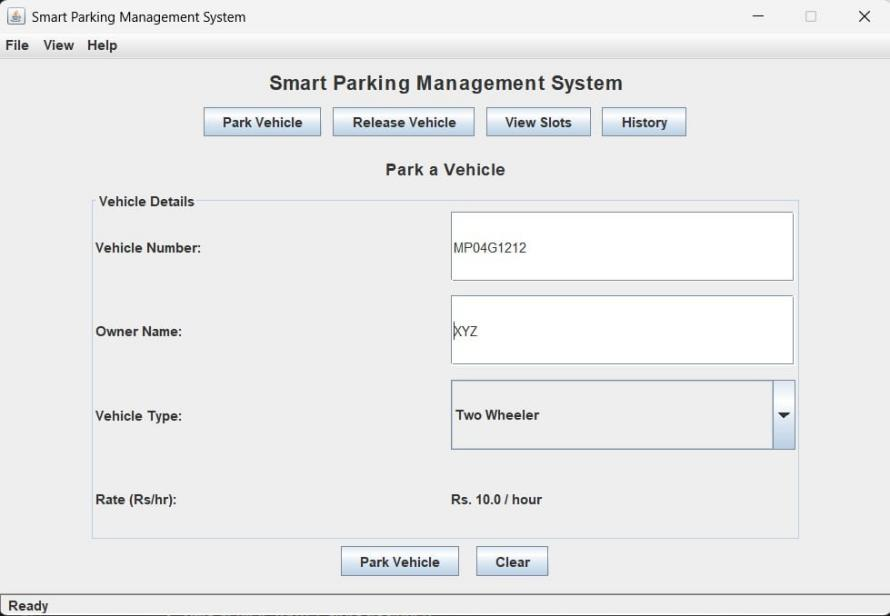 Smart Parking Management System
File View Help
Smart Parking Management System
Park Vehicle Release Vehicle View Slots History
Park a Vehicle
Vehicle Details
Vehicle Number: MP04G1212
Owner Name: XYZ
Vehicle Type: Two Wheeler
Rate (Rs/hr): Rs. 10.0 / hour
Park Vehicle Clear
Ready